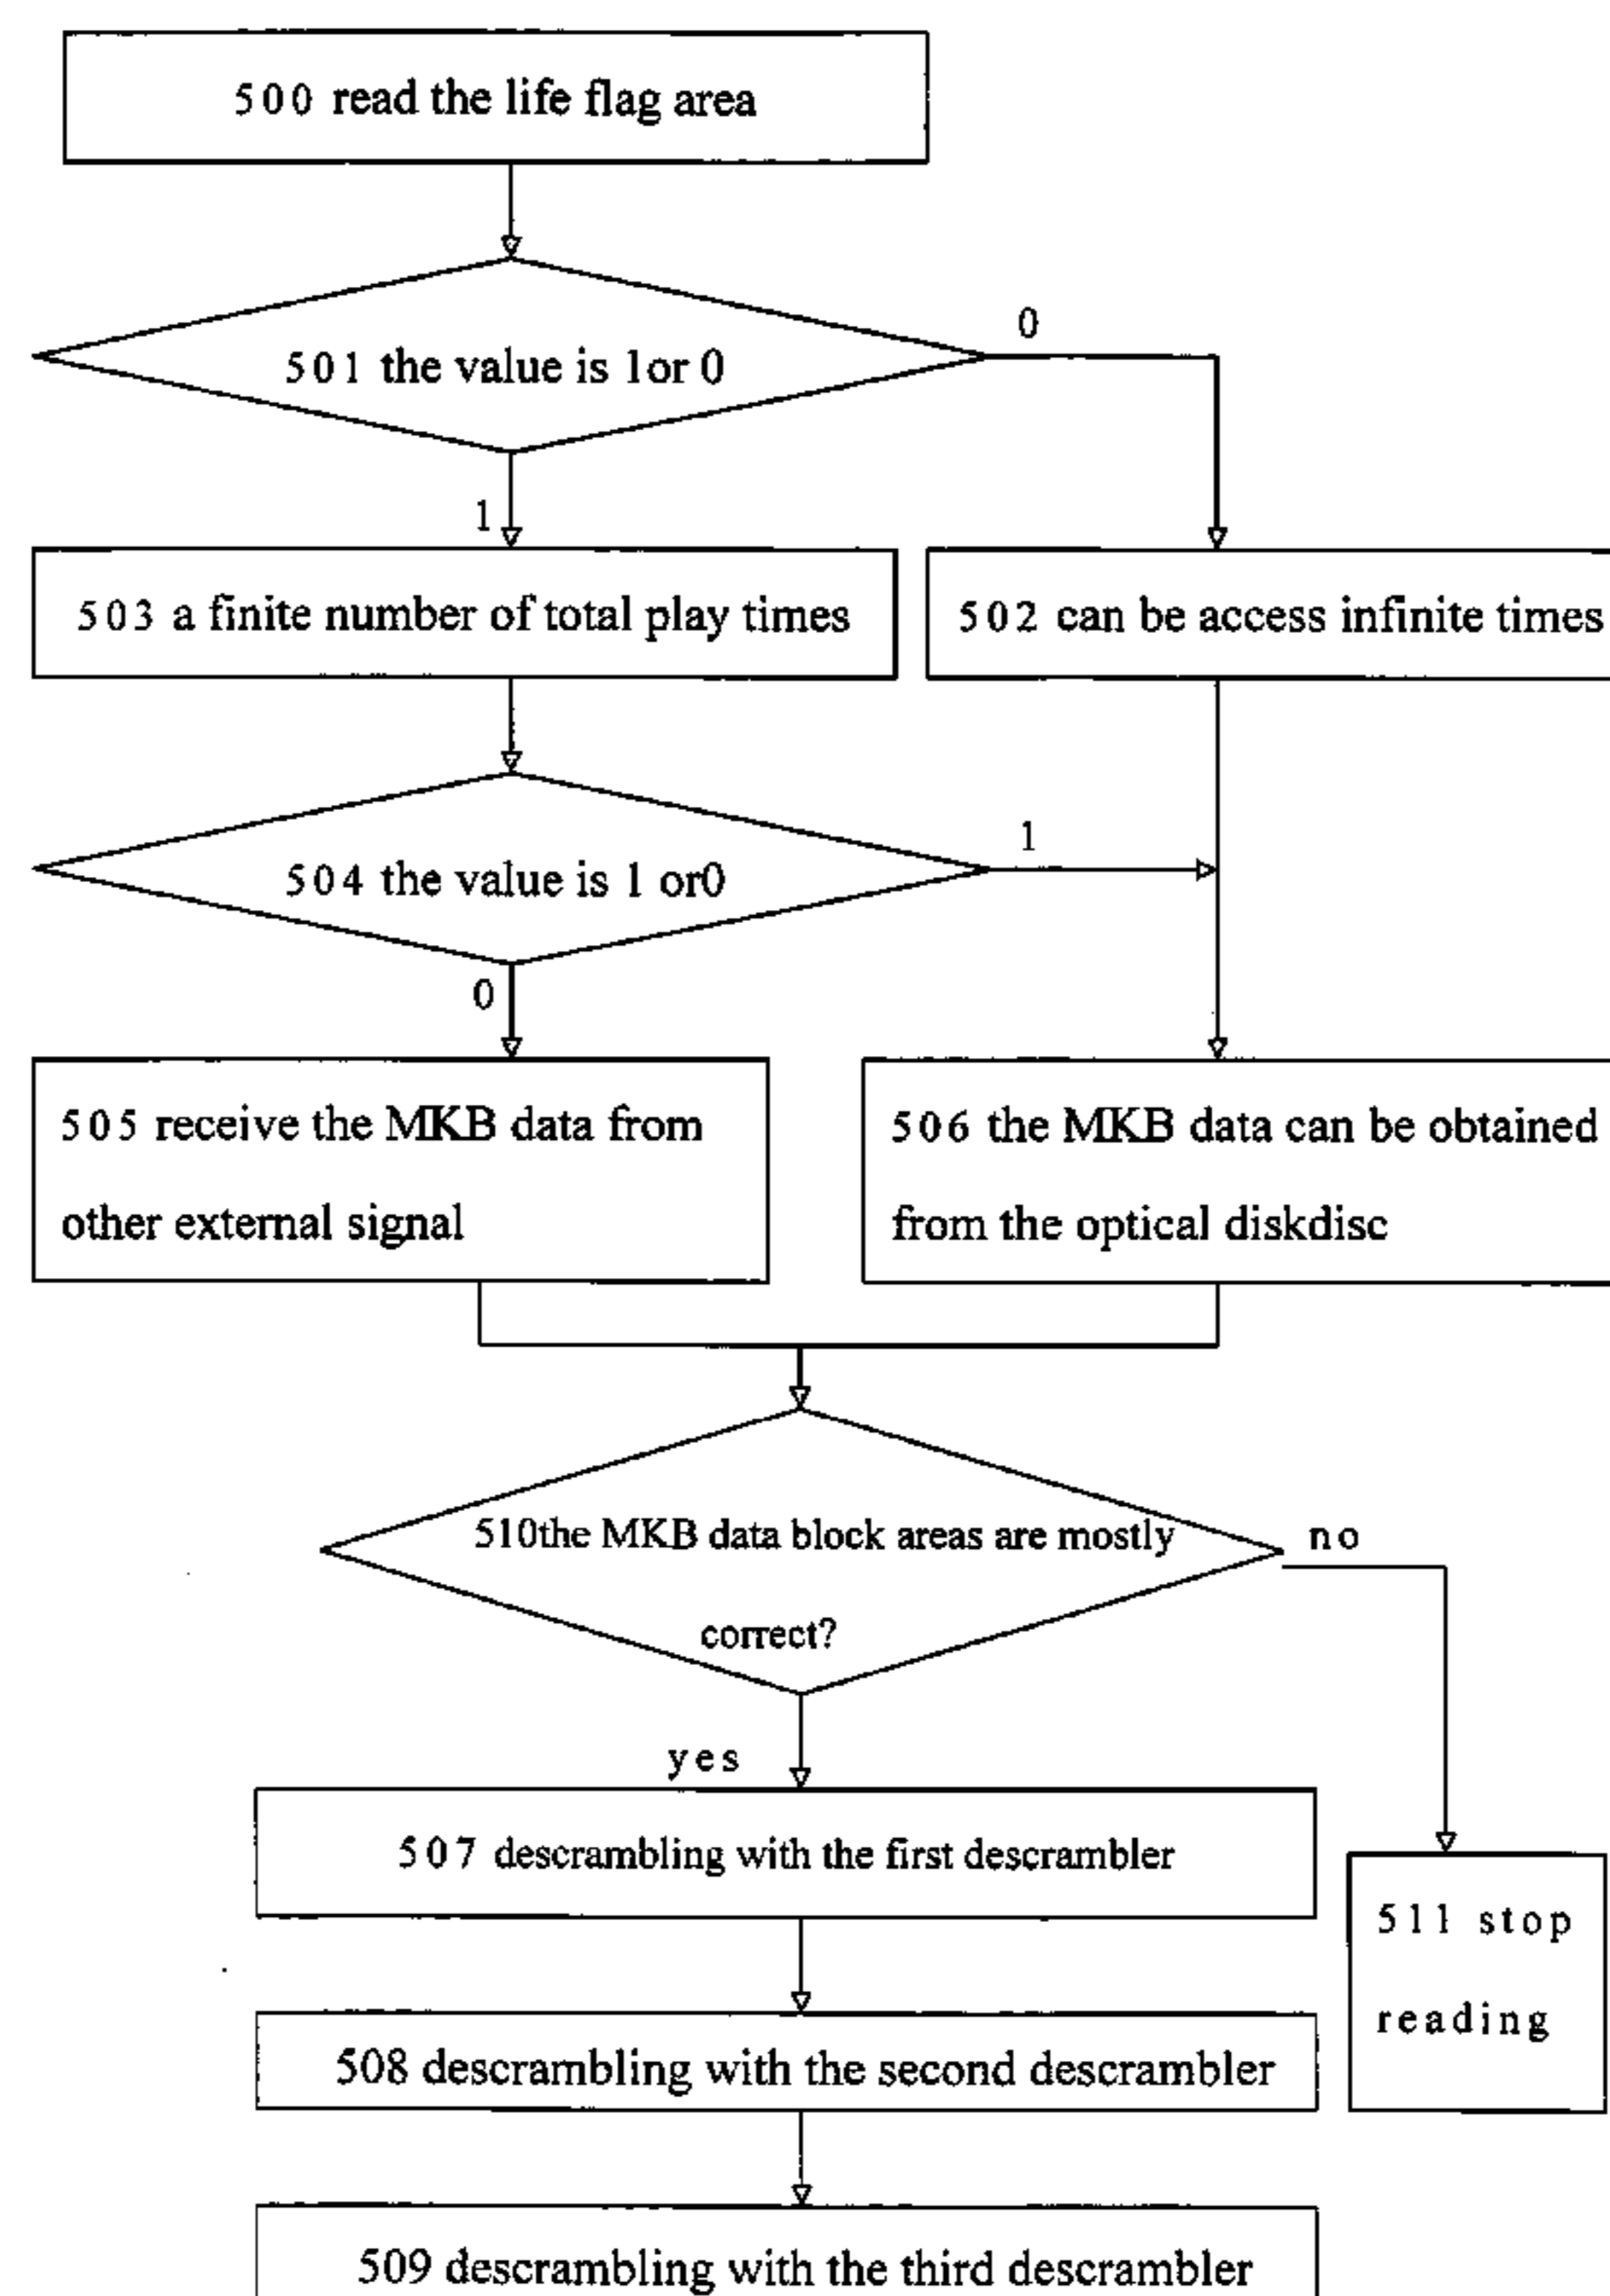 500 read the life flag area
0
501 the value is 1or 0
1
503 a finite number of total play times
502 can be access infinite times
1
504 the value is 1 or0
0
505 receive the MKB data from
other external signal
506 the MKB data can be obtained
from the optical diskdisc
510the MKB data block areas are mostly
correct?
no
yes
507 descrambling with the first descrambler
511 stop
reading
508 descrambling with the second descrambler
509 descrambling with the third descrambler